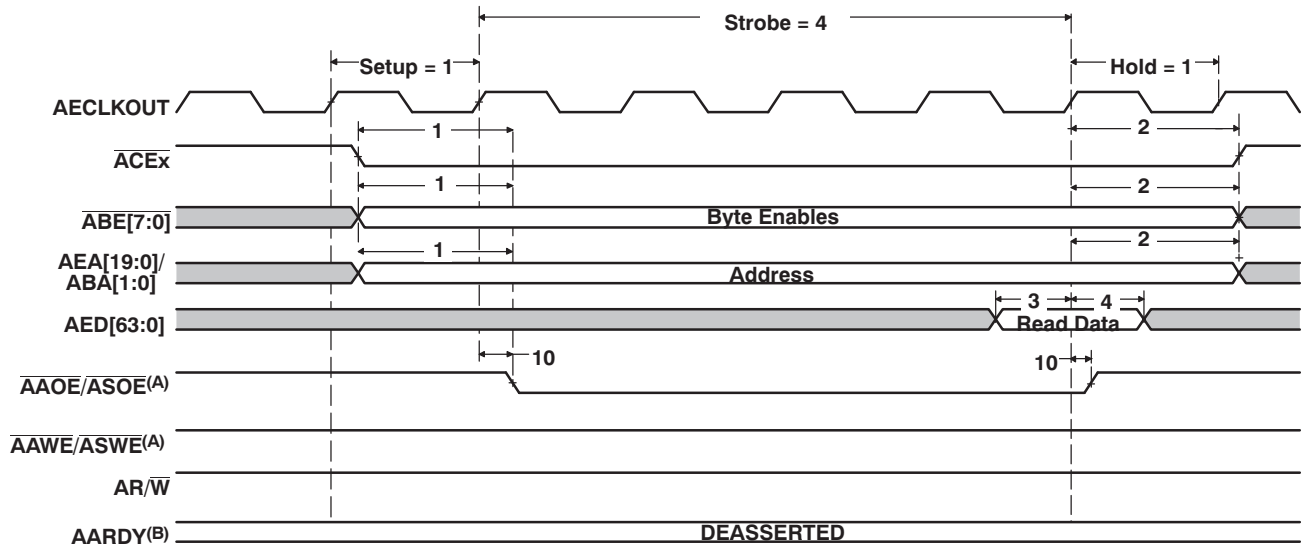 Strobe = 4
Setup = 1
Hold = 1
AECLKOUT
1
2
ACEx
1
2
ABE[7:0]
Byte Enables
1
2
AEA[19:0]/
ABA[1:0]
Address
3
4
AED[63:0]
Read Data
10
10
AAOE/ASOE(A)
AAWE/ASWE(A)
AR/W
AARDY(B)
DEASSERTED